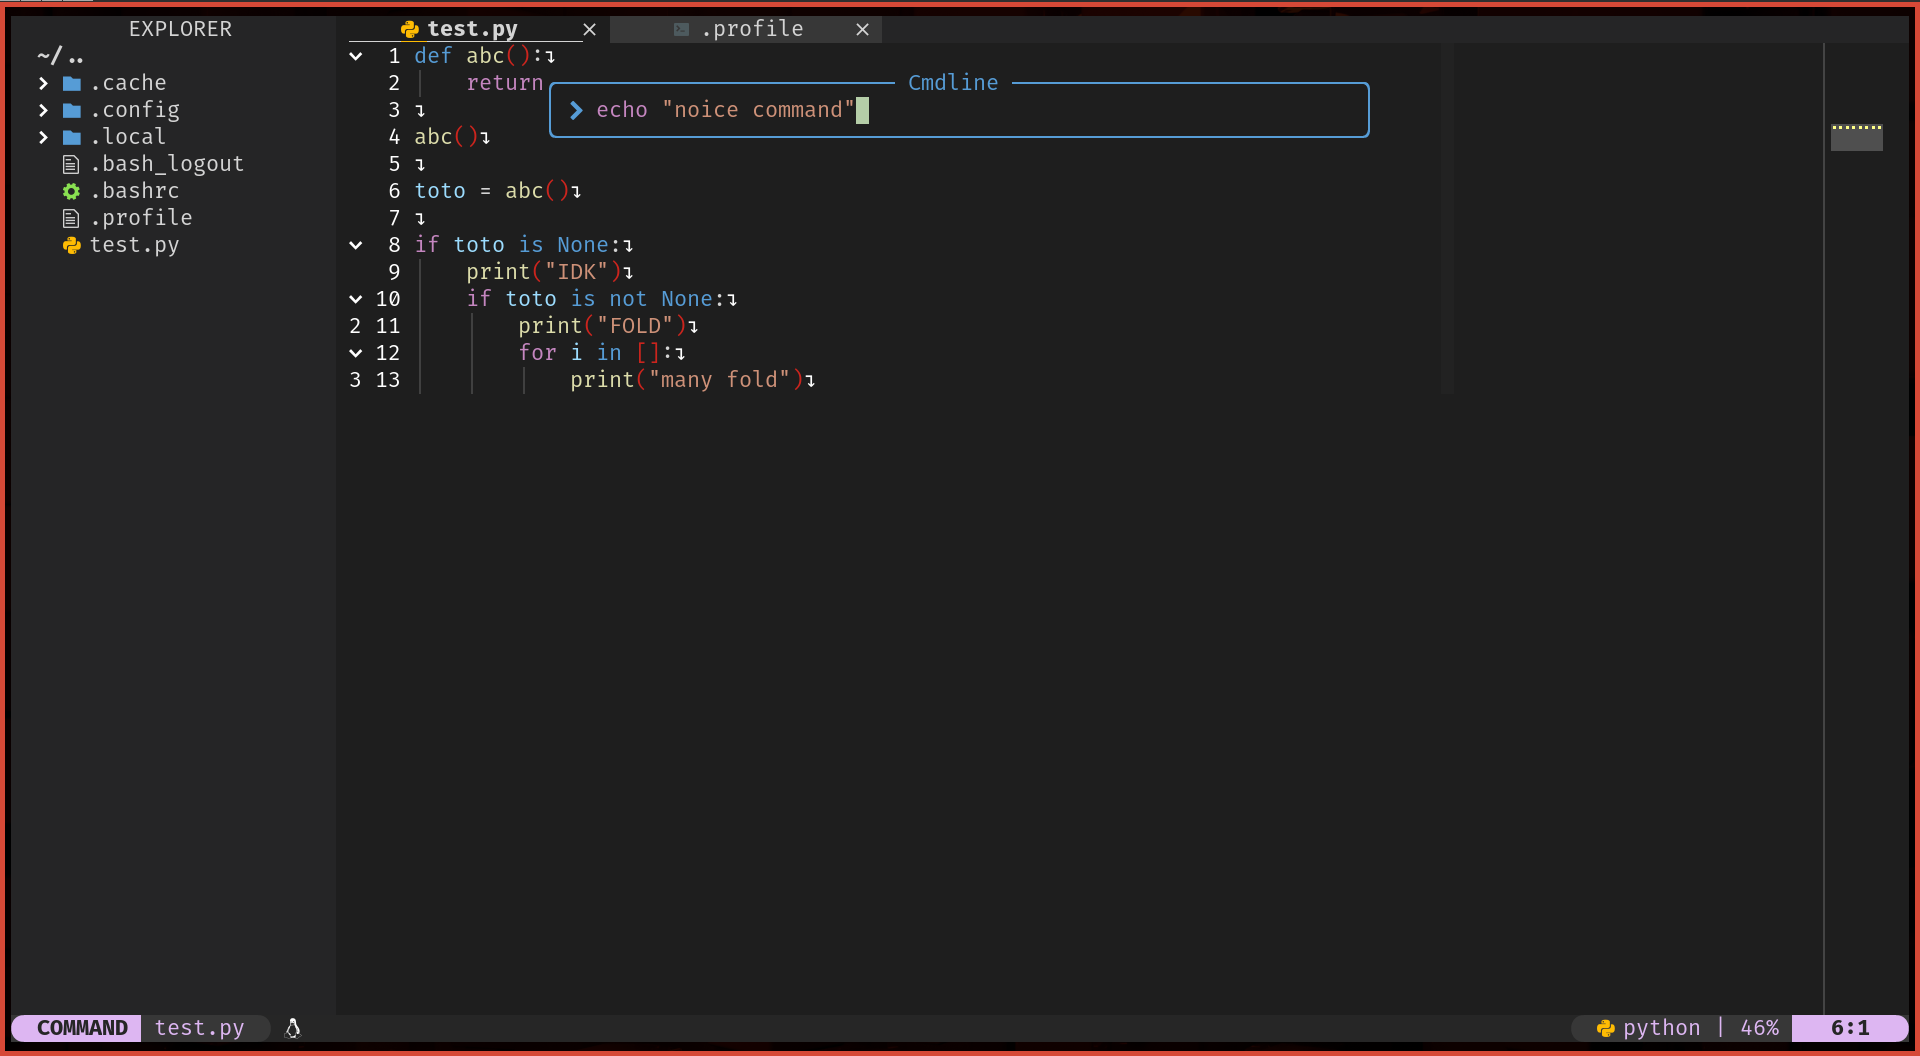 EXPLORER
~/..
.cache
.config
.local
.bash_logout
.bashrc
.profile
test.py
test.py × .profile ×
1 def abc():↴
2 return
3 ↴
4 abc()↴
5 ↴
6 toto = abc()↴
7 ↴
8 if toto is None:↴
9 print("IDK")↴
10 if toto is not None:↴
2 11 print("FOLD")↴
12 for i in []:↴
3 13 print("many fold")↴
Cmdline
echo "noice command"
COMMAND test.py
python | 46% 6:1